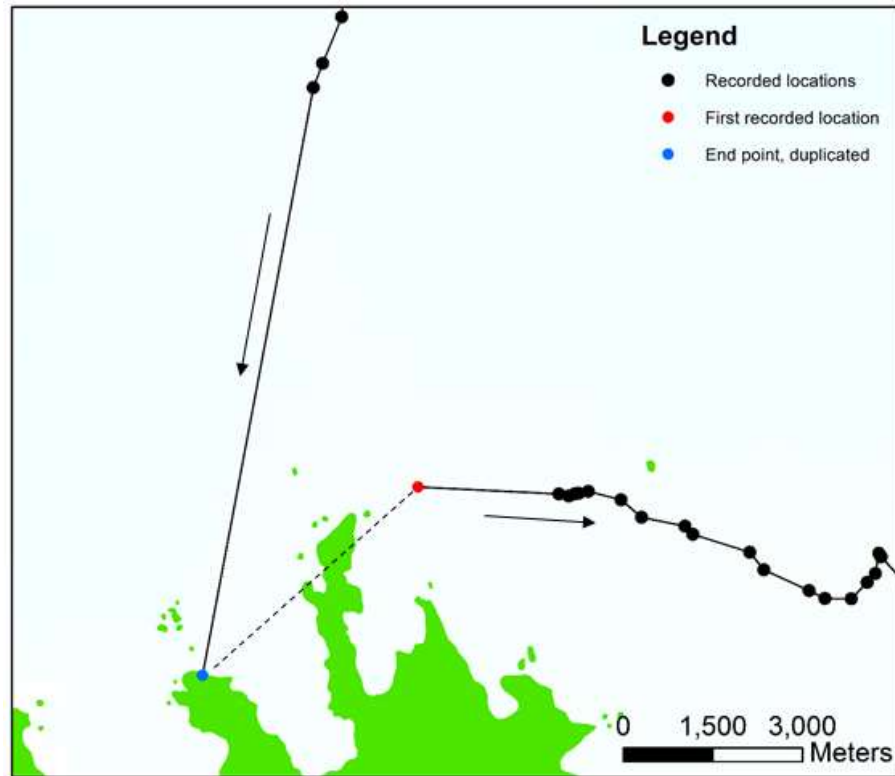 Legend
Recorded locations
First recorded location
End point, duplicated
0 1,500 3,000
Meters